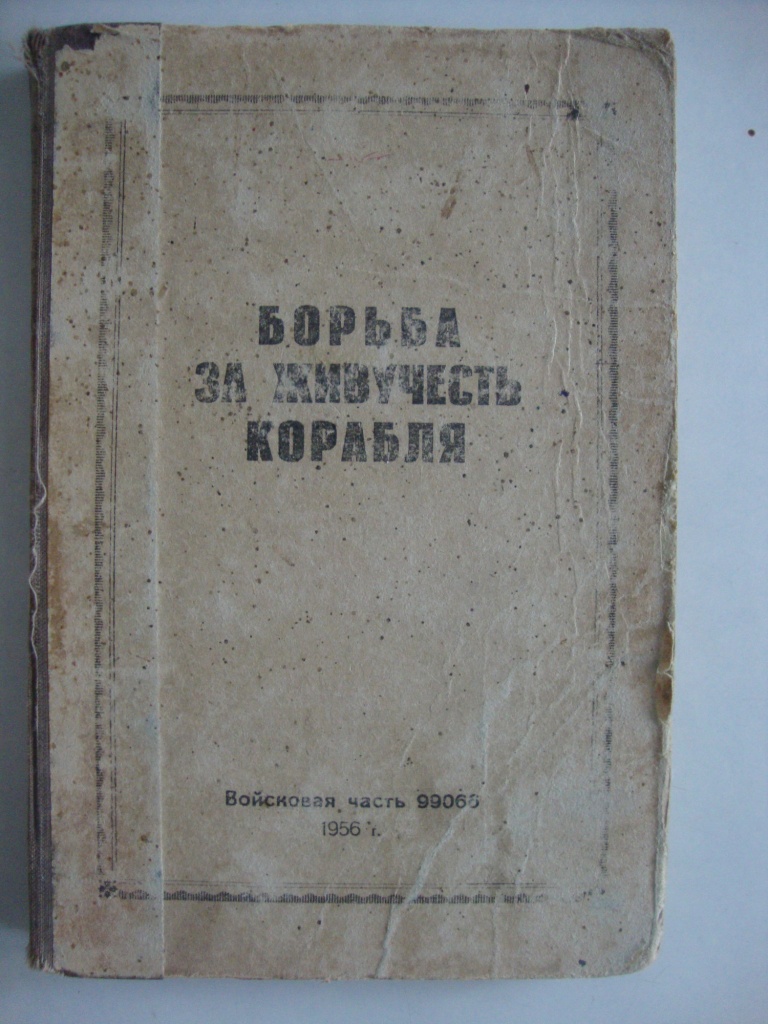 БОРЬБА
ЗА ЖИВУЧЕСТЬ
КОРАБЛЯ
Войсковая часть 99066
1956 г.